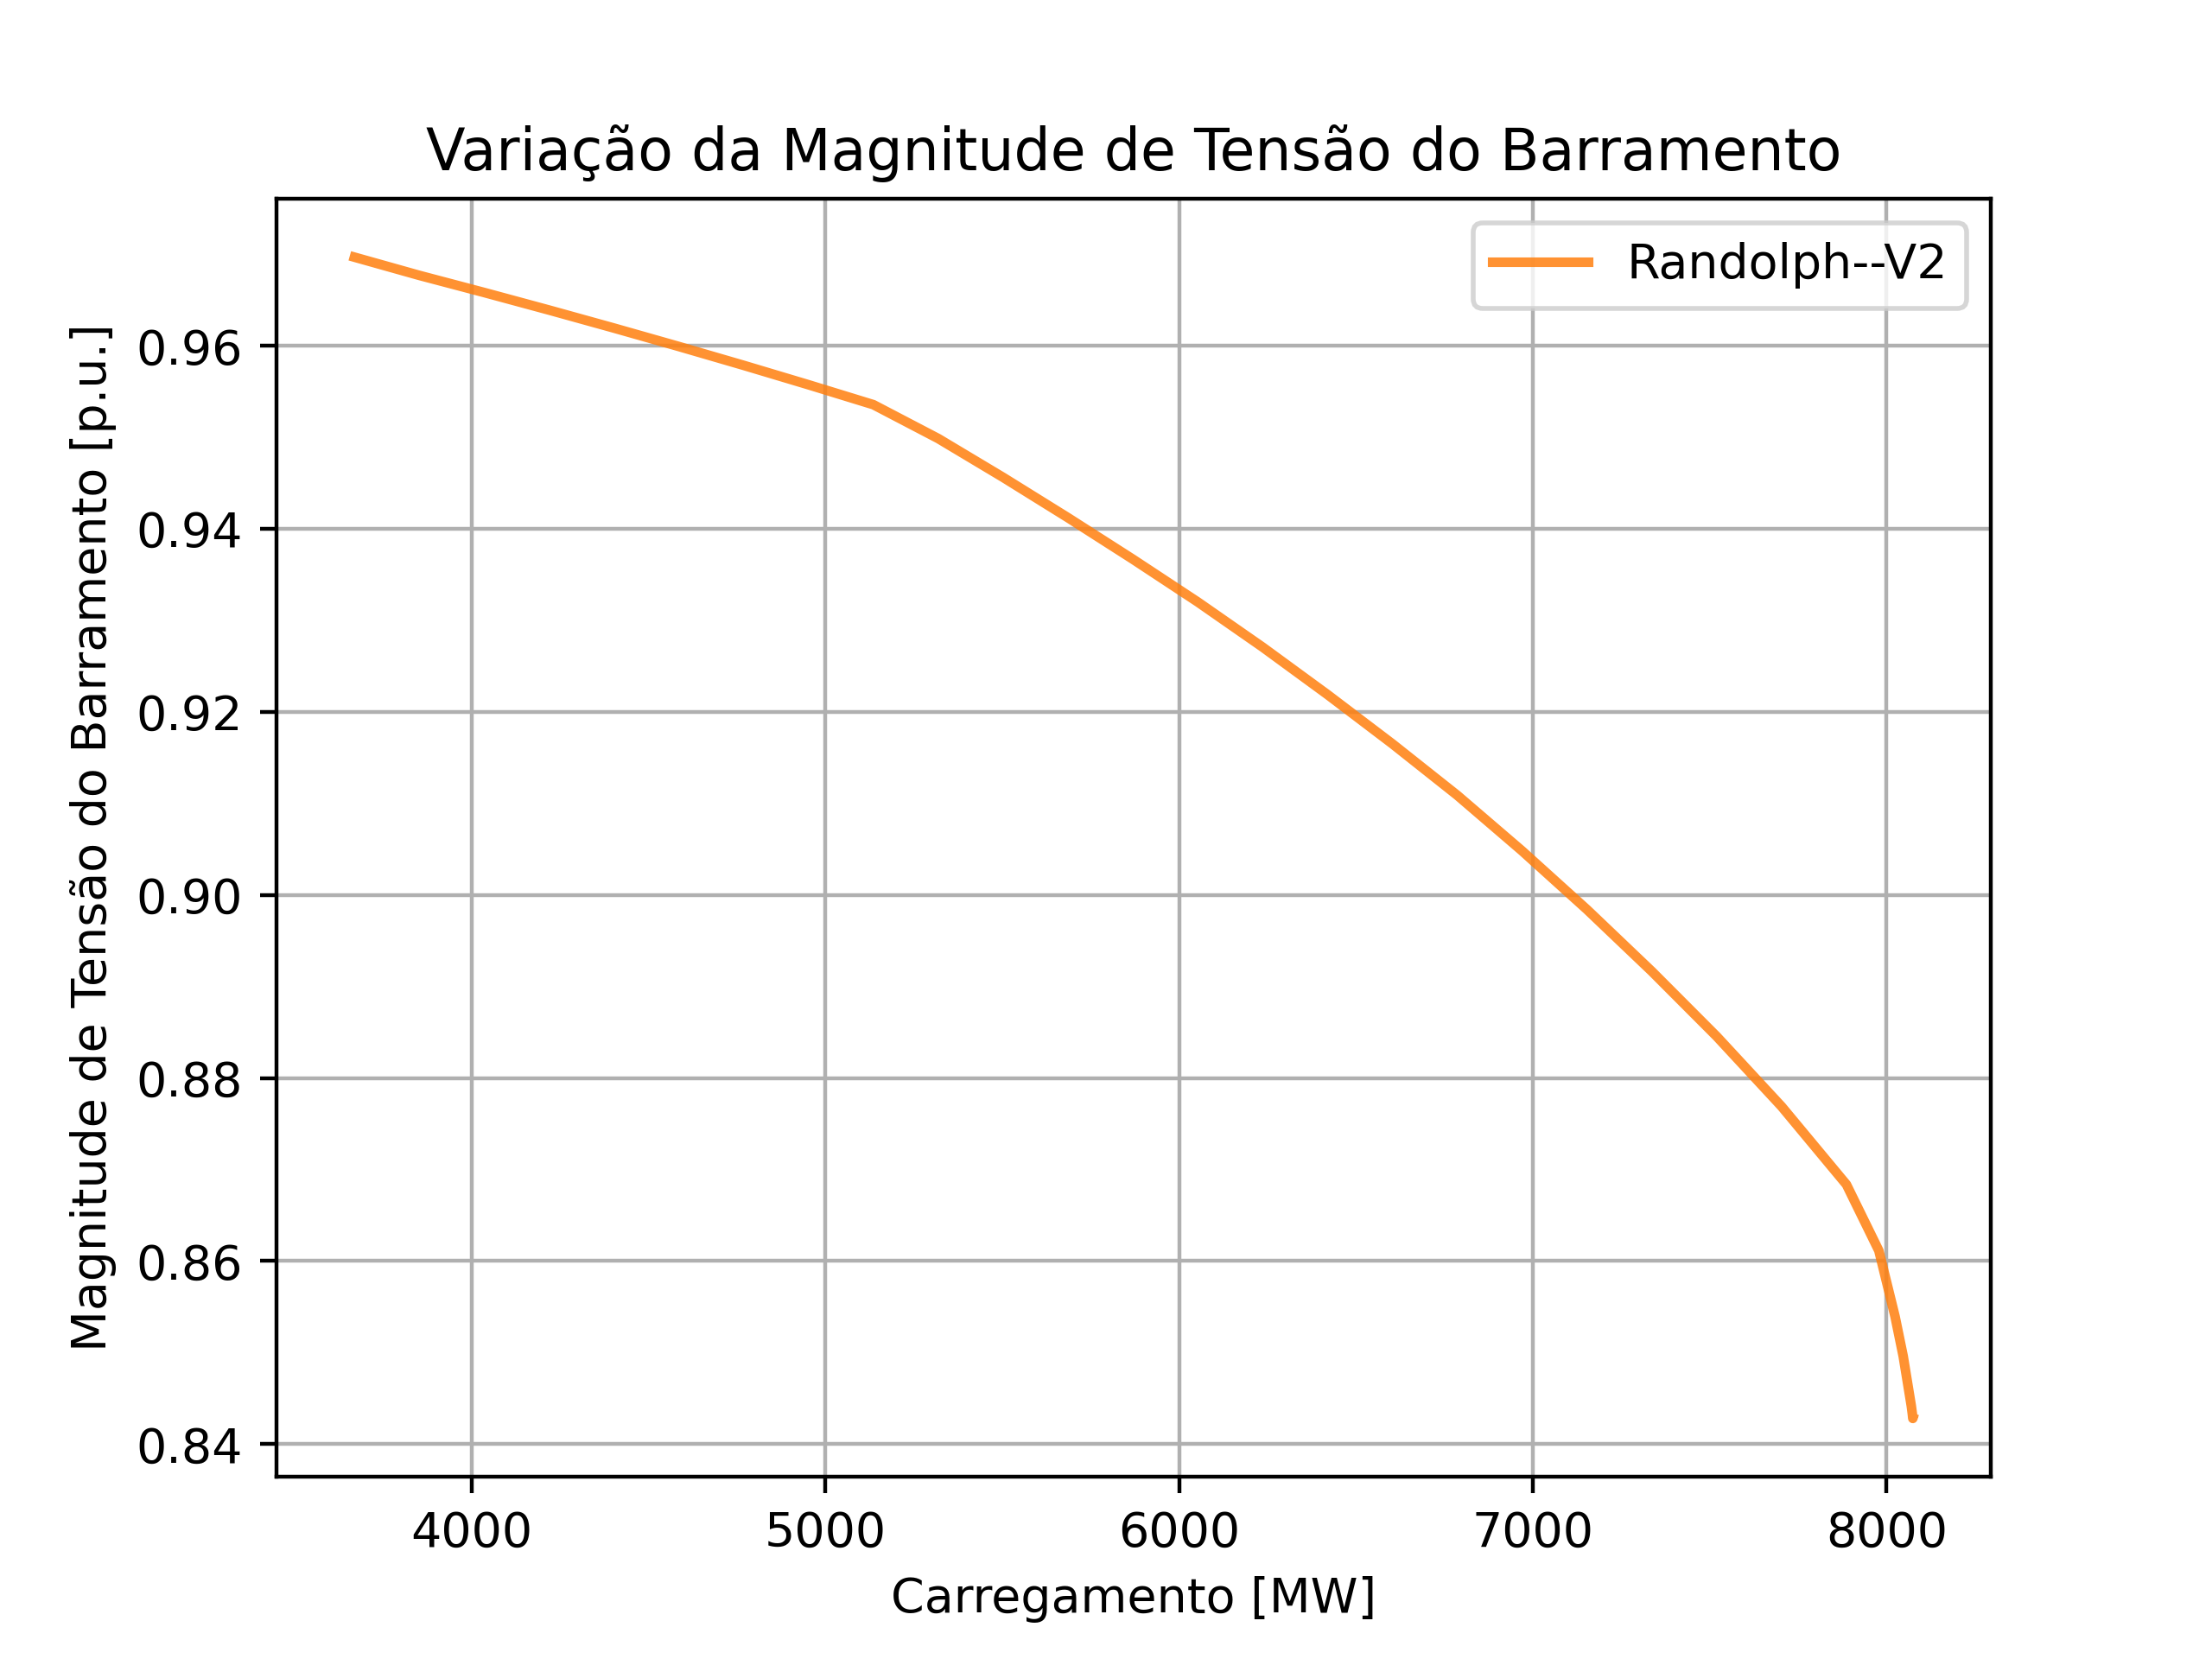 Variação da Magnitude de Tensão do Barramento
Randolph--V2
Magnitude de Tensão do Barramento [p.u.]
0.96
0.94
0.92
0.90
0.88
0.86
0.84
4000 5000 6000 7000 8000
Carregamento [MW]